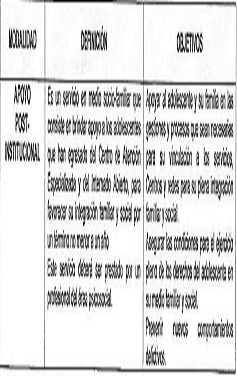 MODALIDAD
DEFINICIÓN
OBJETIVOS
APOYO
POST-
INSTITUCIONAL
Es un servicio en medio socio-familiar que
consiste en brindar apoyo a los adolescentes
que han egresado del Centro de Atención
Especializado y del Internado Abierto, para
favorecer su integración familiar y social por
un término no menor a un año.
Este servicio deberá ser prestado por un
profesional del área psicosocial.
Apoyar al adolescente y su familia en las
gestiones y procesos que sean necesarias
para su vinculación a los servicios,
Centros y redes para su plena integración
familiar y social.
Asegurar las condiciones para el ejercicio
pleno de los derechos del adolescente en
su medio familiar y social.
Prevenir nuevos comportamientos
delictivos.